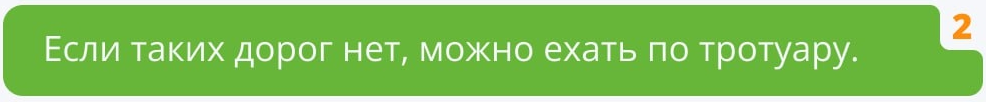 Если таких дорог нет, можно ехать по тротуару.
2